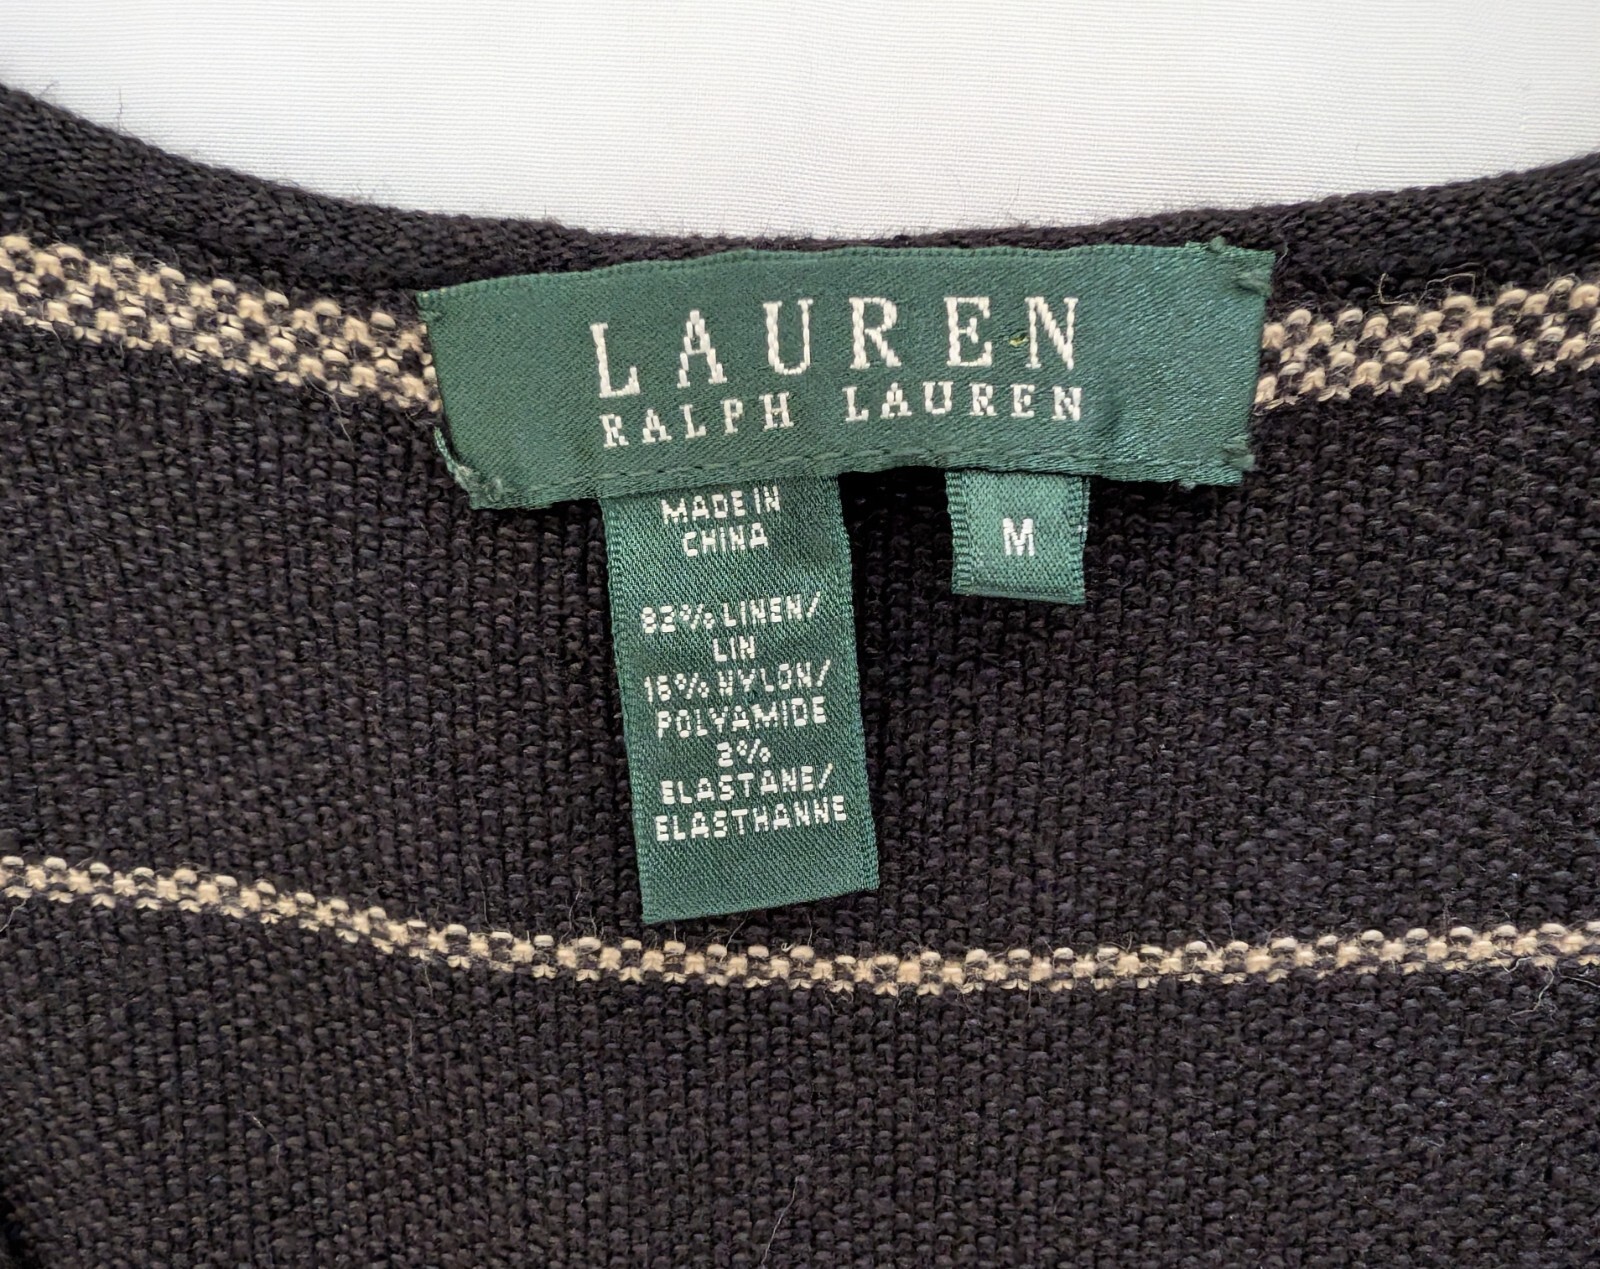 LAUREN
RALPH LAUREN
MADE IN
CHINA
M
82% LINEN/
LIN
16% NYLON/
POLYAMIDE
2%
ELASTANE/
ELASTHANNE